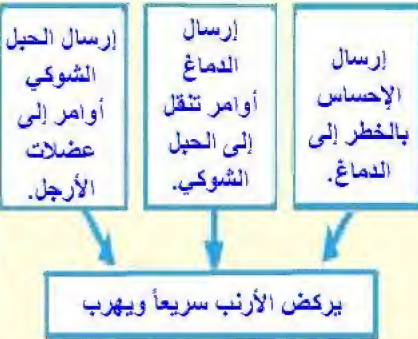 إرسال
الإحساس
بالخطر إلى
الدماغ.
إرسال
الدماغ
أوامر تنقل
إلى الحبل
الشوكي.
إرسال الحبل
الشوكي
أوامر إلى
عضلات
الأرجل.
يركض الأرنب سريعاً ويهرب